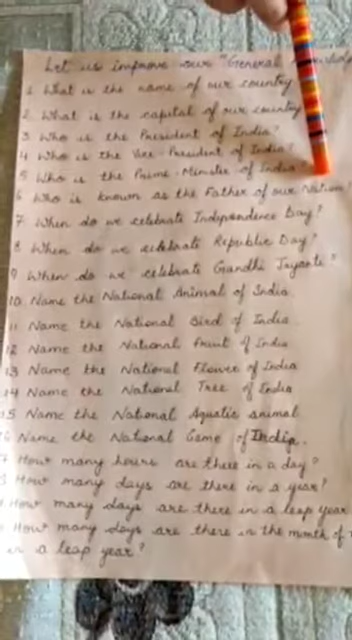 Let us improve our "General
1. What is the name of our country
2. What is the capital of our country
3 Who is the President of India?
4 Who is the Vice-President of India?
5 Who is the Prime-Minister of India
6 Who is known as the Father of our Nation?
7 When do we celebrate Independence Day?
8 When do we celebrate Republic Day?
9 When do we celebrate Gandhi Jayanti?
10. Name the National Animal of India.
11 Name the National Bird of India
12 Name the National Fruit of India
13 Name the National Flower of India
14 Name the National Tree of India
15 Name the National Aquatic animal
16 Name the National Game of India.
How many hours are there in a day?
How many days are there in a year?
How many days are there in a leap year
How many days are there in the month of
in a leap year?